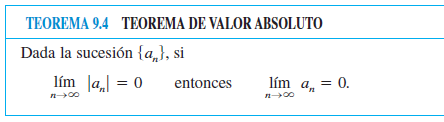 TEOREMA 9.4 TEOREMA DE VALOR ABSOLUTO
Dada la sucesión {aₙ}, si
lím |aₙ| = 0 entonces lím aₙ = 0.
n→∞ n→∞